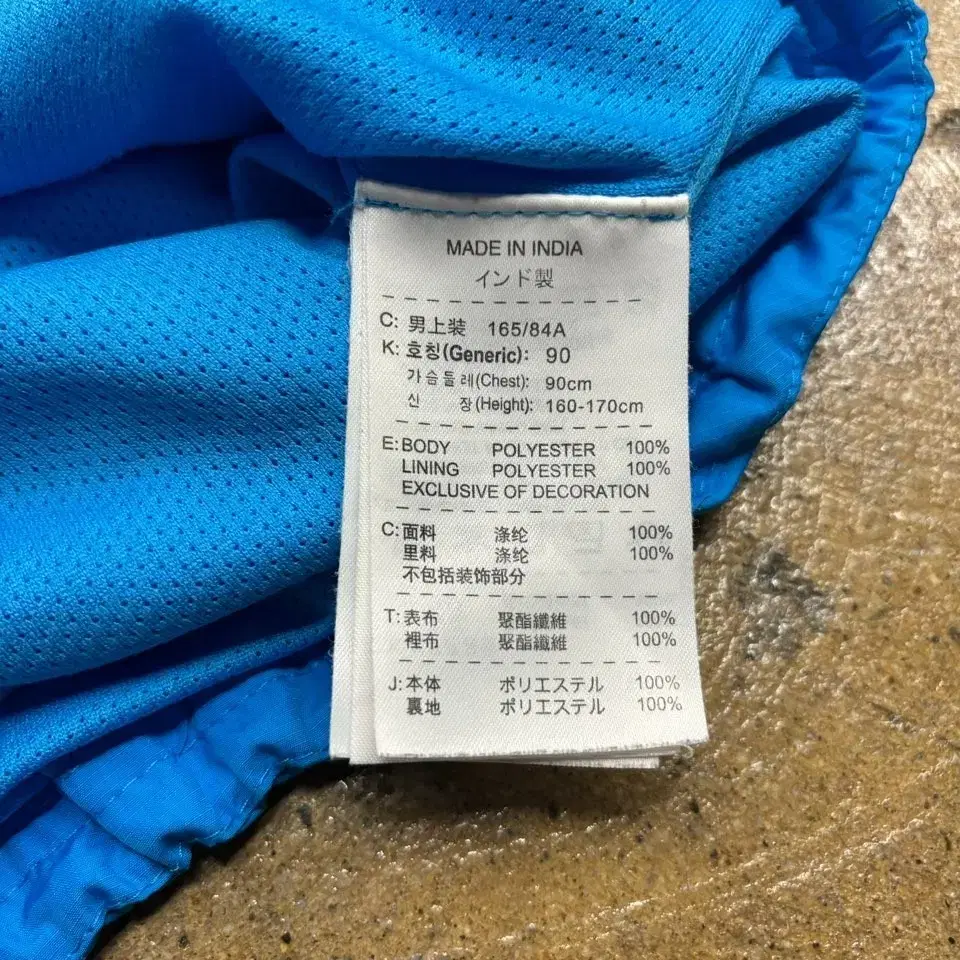 MADE IN INDIA
インド製
C: 男上装 165/84A
K: 호칭(Generic): 90
가슴둘레(Chest): 90cm
신 장(Height): 160-170cm
E: BODY POLYESTER 100%
LINING POLYESTER 100%
EXCLUSIVE OF DECORATION
C: 面料 涤纶 100%
里料 涤纶 100%
不包括装饰部分
T: 表布 聚酯纖維 100%
裡布 聚酯纖維 100%
J: 本体 ポリエステル 100%
裏地 ポリエステル 100%